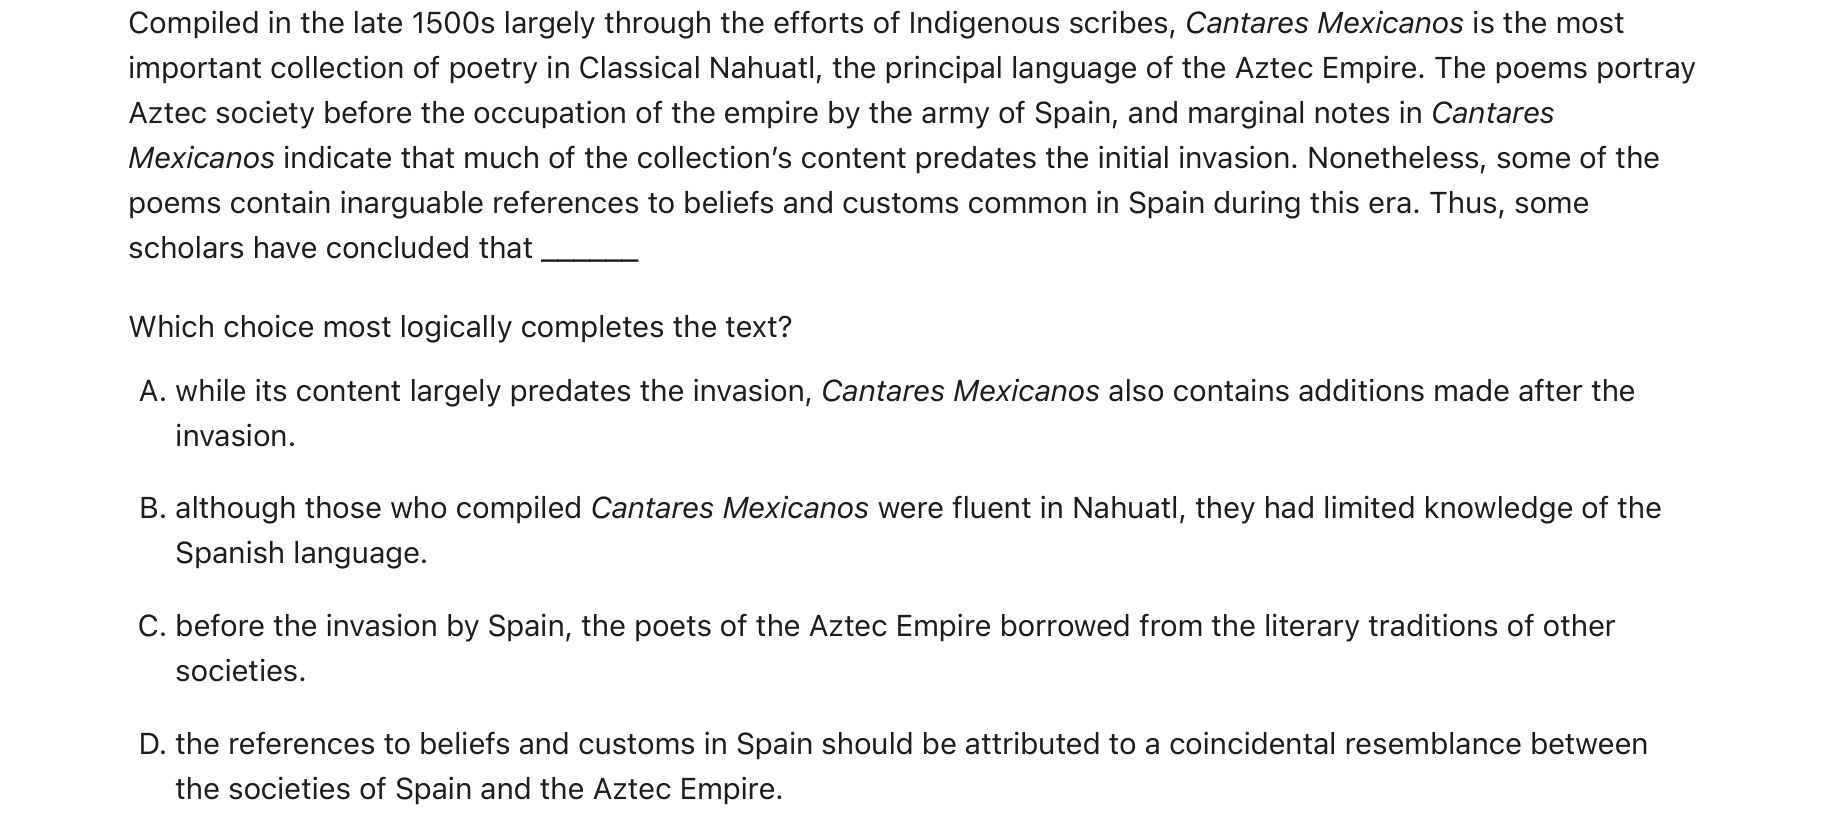 Compiled in the late 1500s largely through the efforts of Indigenous scribes, Cantares Mexicanos is the most
important collection of poetry in Classical Nahuatl, the principal language of the Aztec Empire. The poems portray
Aztec society before the occupation of the empire by the army of Spain, and marginal notes in Cantares
Mexicanos indicate that much of the collection’s content predates the initial invasion. Nonetheless, some of the
poems contain inarguable references to beliefs and customs common in Spain during this era. Thus, some
scholars have concluded that ______
Which choice most logically completes the text?
A. while its content largely predates the invasion, Cantares Mexicanos also contains additions made after the
invasion.
B. although those who compiled Cantares Mexicanos were fluent in Nahuatl, they had limited knowledge of the
Spanish language.
C. before the invasion by Spain, the poets of the Aztec Empire borrowed from the literary traditions of other
societies.
D. the references to beliefs and customs in Spain should be attributed to a coincidental resemblance between
the societies of Spain and the Aztec Empire.